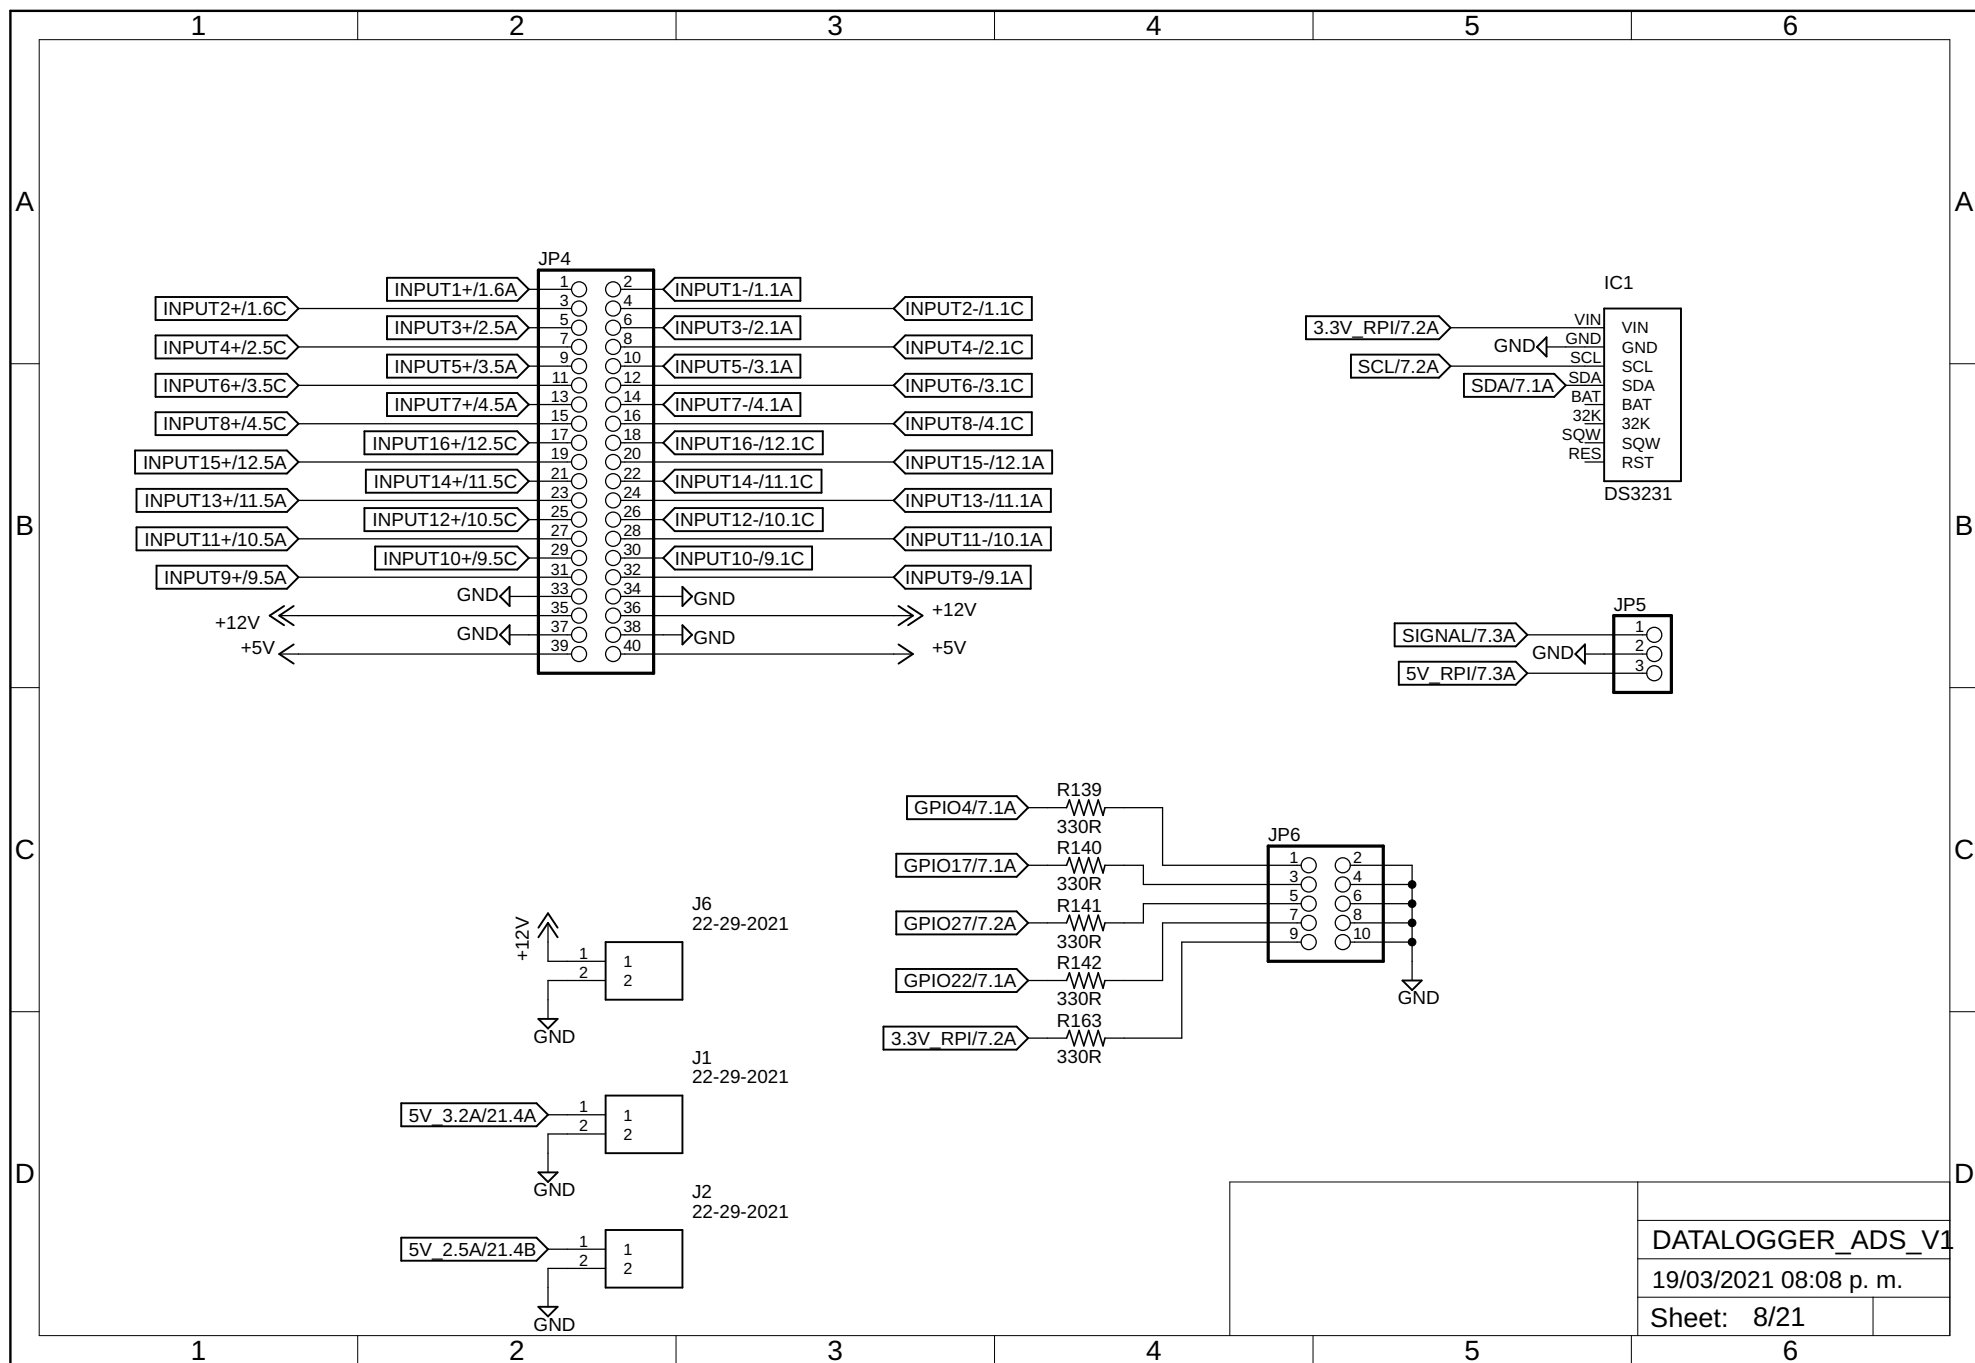 1 2 3 4 5 6
A A
JP4
INPUT1+/1.6A 1 2 INPUT1-/1.1A
INPUT2+/1.6C 3 4 INPUT2-/1.1C
INPUT3+/2.5A 5 6 INPUT3-/2.1A
INPUT4+/2.5C 7 8 INPUT4-/2.1C
INPUT5+/3.5A 9 10 INPUT5-/3.1A
INPUT6+/3.5C 11 12 INPUT6-/3.1C
INPUT7+/4.5A 13 14 INPUT7-/4.1A
INPUT8+/4.5C 15 16 INPUT8-/4.1C
INPUT16+/12.5C 17 18 INPUT16-/12.1C
INPUT15+/12.5A 19 20 INPUT15-/12.1A
INPUT14+/11.5C 21 22 INPUT14-/11.1C
INPUT13+/11.5A 23 24 INPUT13-/11.1A
INPUT12+/10.5C 25 26 INPUT12-/10.1C
INPUT11+/10.5A 27 28 INPUT11-/10.1A
INPUT10+/9.5C 29 30 INPUT10-/9.1C
INPUT9+/9.5A 31 32 INPUT9-/9.1A
GND 33 34 GND
+12V 35 36 +12V
GND 37 38 GND
+5V 39 40 +5V
IC1
3.3V_RPI/7.2A VIN VIN
GND GND GND
SCL/7.2A SCL SCL
SDA/7.1A SDA SDA
BAT BAT
32K 32K
SQW SQW
RES RST
DS3231
B B
JP5
SIGNAL/7.3A 1
GND 2
5V_RPI/7.3A 3
C C
R139
GPIO4/7.1A
330R
R140
GPIO17/7.1A
330R
R141
GPIO27/7.2A
330R
R142
GPIO22/7.1A
330R
R163
3.3V_RPI/7.2A
330R
JP6
1 2
3 4
5 6
7 8
9 10
GND
J6
22-29-2021
+12V
1 1
2 2
GND
J1
22-29-2021
5V_3.2A/21.4A 1 1
2 2
GND
D D
J2
22-29-2021
5V_2.5A/21.4B 1 1
2 2
GND
DATALOGGER_ADS_V1
19/03/2021 08:08 p. m.
Sheet: 8/21
1 2 3 4 5 6